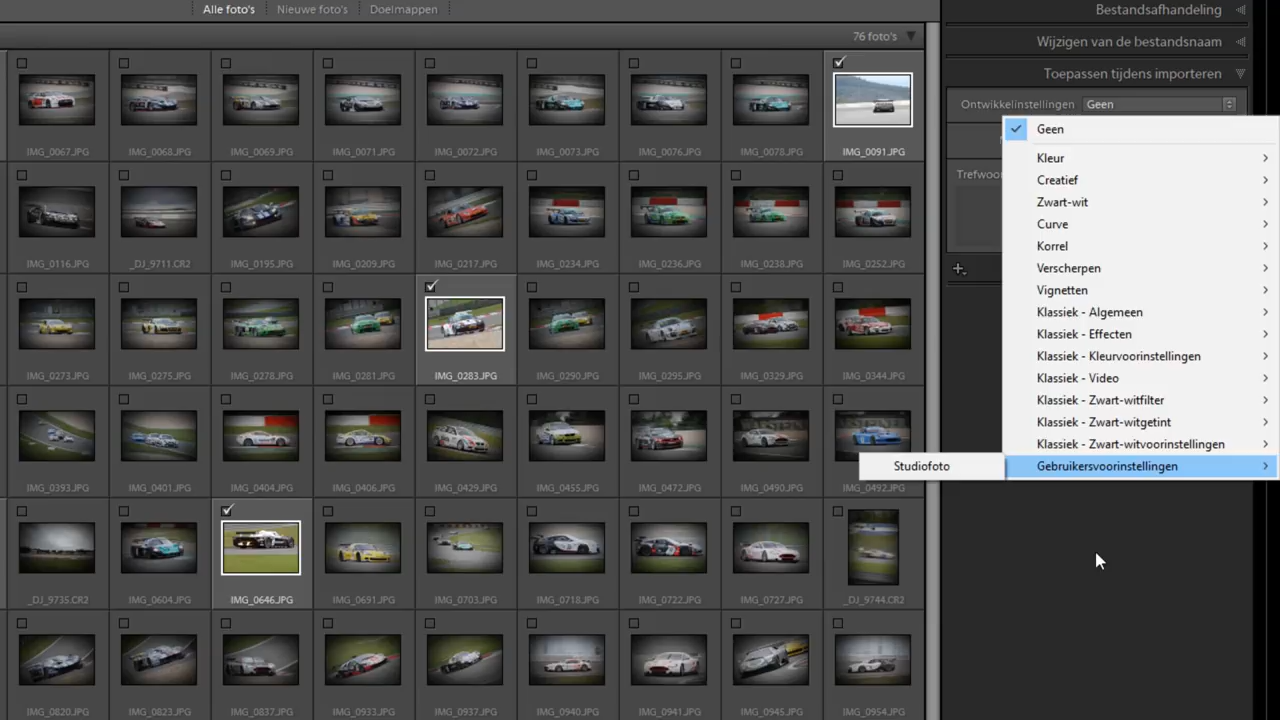 Alle foto's Nieuwe foto's Doelmappen
76 foto's
IMG_0067.JPG IMG_0068.JPG IMG_0069.JPG IMG_0071.JPG IMG_0072.JPG IMG_0073.JPG IMG_0076.JPG IMG_0078.JPG IMG_0091.JPG
IMG_0116.JPG _DJ_9711.CR2 IMG_0195.JPG IMG_0209.JPG IMG_0217.JPG IMG_0234.JPG IMG_0236.JPG IMG_0238.JPG IMG_0252.JPG
IMG_0273.JPG IMG_0275.JPG IMG_0278.JPG IMG_0281.JPG IMG_0283.JPG IMG_0290.JPG IMG_0295.JPG IMG_0329.JPG IMG_0344.JPG
IMG_0393.JPG IMG_0401.JPG IMG_0404.JPG IMG_0406.JPG IMG_0429.JPG IMG_0455.JPG IMG_0472.JPG IMG_0490.JPG IMG_0492.JPG
_DJ_9735.CR2 IMG_0604.JPG IMG_0646.JPG IMG_0691.JPG IMG_0703.JPG IMG_0718.JPG IMG_0722.JPG IMG_0727.JPG _DJ_9744.CR2
IMG_0820.JPG IMG_0823.JPG IMG_0837.JPG IMG_0933.JPG IMG_0937.JPG IMG_0940.JPG IMG_0941.JPG IMG_0945.JPG IMG_0954.JPG
Bestandsafhandeling
Wijzigen van de bestandsnaam
Toepassen tijdens importeren
Ontwikkelinstellingen Geen
Trefwoor
Geen
Kleur
Creatief
Zwart-wit
Curve
Korrel
Verscherpen
Vignetten
Klassiek - Algemeen
Klassiek - Effecten
Klassiek - Kleurvoorinstellingen
Klassiek - Video
Klassiek - Zwart-witfilter
Klassiek - Zwart-witgetint
Klassiek - Zwart-witvoorinstellingen
Gebruikersvoorinstellingen
Studiofoto